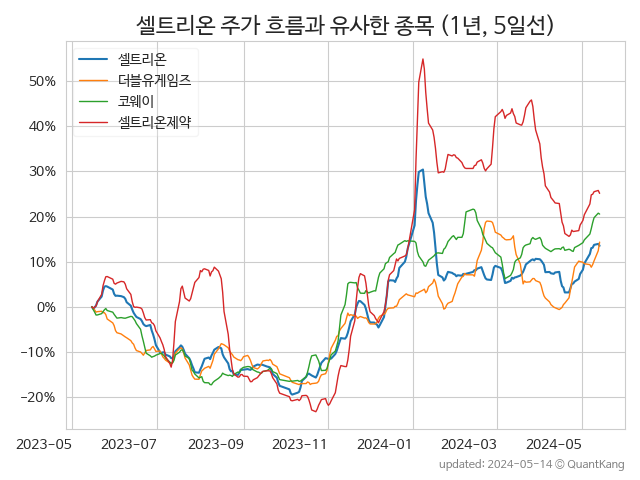 셀트리온 주가 흐름과 유사한 종목 (1년, 5일선)
셀트리온
더블유게임즈
코웨이
셀트리온제약
50%
40%
30%
20%
10%
0%
−10%
−20%
2023-05
2023-07
2023-09
2023-11
2024-01
2024-03
2024-05
updated: 2024-05-14 © QuantKang